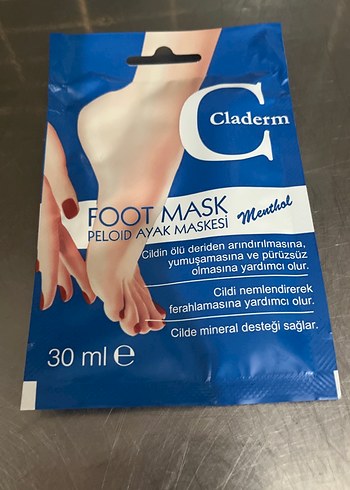 C
Claderm
FOOT MASK
PELOID AYAK MASKESİ
Menthol
Cildin ölü deriden arındırılmasına,
yumuşamasına ve pürüzsüz
olmasına yardımcı olur.
Cildi nemlendirerek
ferahlamasına yardımcı olur.
Cilde mineral desteği sağlar.
30 ml ℮